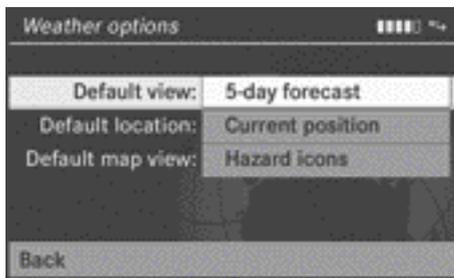 Weather options
Default view: 5-day forecast
Default location: Current position
Default map view: Hazard icons
Back